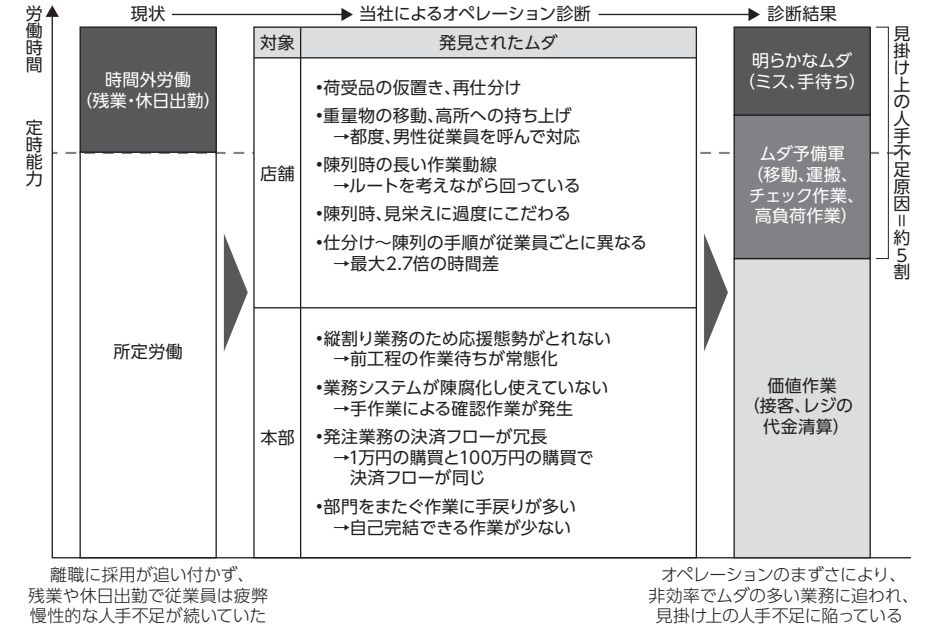 労働時間
定時能力
現状
当社によるオペレーション診断
診断結果
時間外労働
(残業・休日出勤)
所定労働
対象
発見されたムダ
店舗
•荷受品の仮置き、再仕分け
•重量物の移動、高所への持ち上げ
→都度、男性従業員を呼んで対応
•陳列時の長い作業動線
→ルートを考えながら回っている
•陳列時、見栄えに過度にこだわる
•仕分け〜陳列の手順が従業員ごとに異なる
→最大2.7倍の時間差
本部
•縦割り業務のため応援態勢がとれない
→前工程の作業待ちが常態化
•業務システムが陳腐化し使えていない
→手作業による確認作業が発生
•発注業務の決済フローが冗長
→1万円の購買と100万円の購買で
決済フローが同じ
•部門をまたぐ作業に手戻りが多い
→自己完結できる作業が少ない
明らかなムダ
(ミス、手待ち)
ムダ予備軍
(移動、運搬、
チェック作業、
高負荷作業)
価値作業
(接客、レジの
代金清算)
見掛け上の人手不足原因=約5割
離職に採用が追い付かず、
残業や休日出勤で従業員は疲弊
慢性的な人手不足が続いていた
オペレーションのまずさにより、
非効率でムダの多い業務に追われ、
見掛け上の人手不足に陥っている